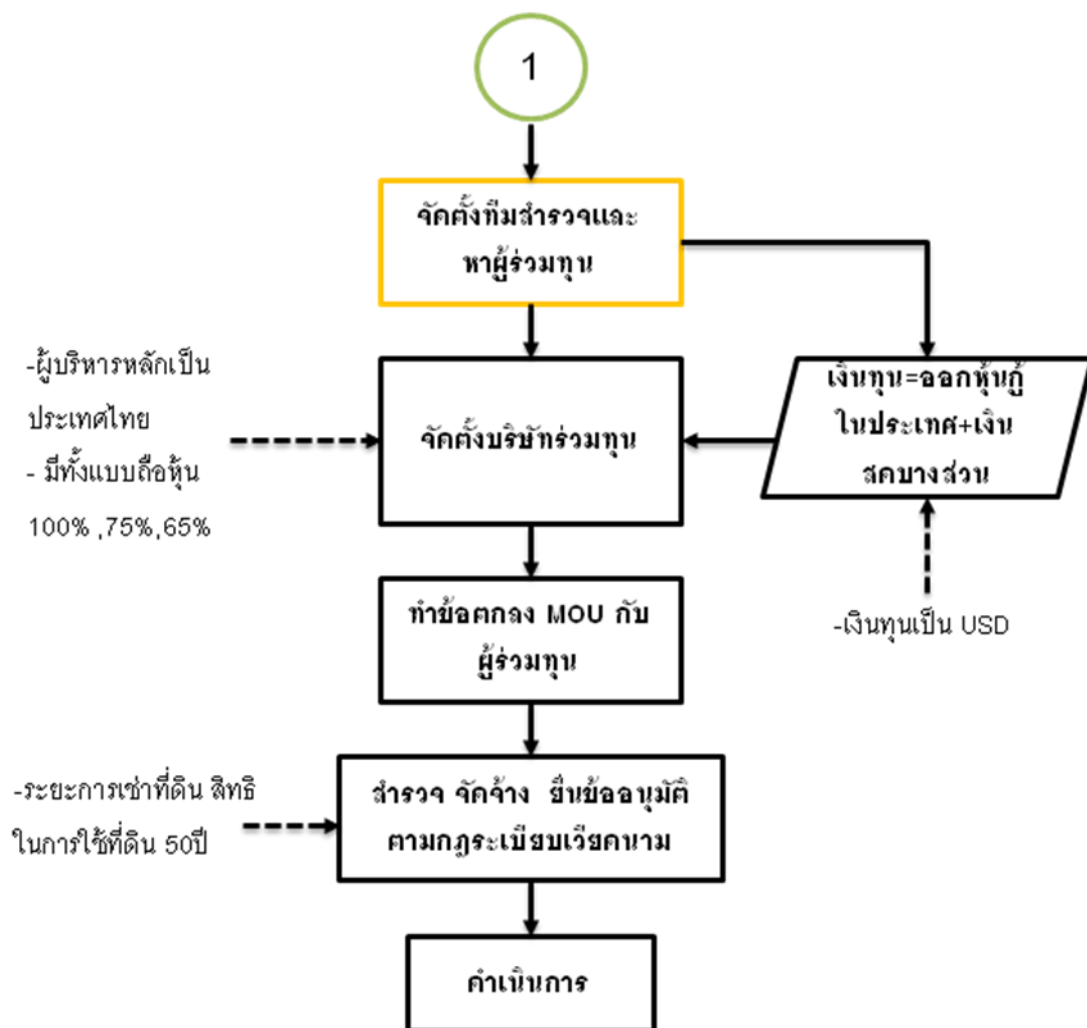 1
จัดตั้งทีมสำรวจและ
หาผู้ร่วมทุน
-ผู้บริหารหลักเป็น
ประเทศไทย
- มีทั้งแบบถือหุ้น
100% ,75%,65%
จัดตั้งบริษัทร่วมทุน
เงินทุน=ออกหุ้นกู้
ในประเทศ+เงิน
สดบางส่วน
ทำข้อตกลง MOU กับ
ผู้ร่วมทุน
-เงินทุนเป็น USD
-ระยะการเช่าที่ดิน สิทธิ
ในการใช้ที่ดิน 50ปี
สำรวจ จัดจ้าง ยื่นข้ออนุมัติ
ตามกฎระเบียบเวียดนาม
ดำเนินการ